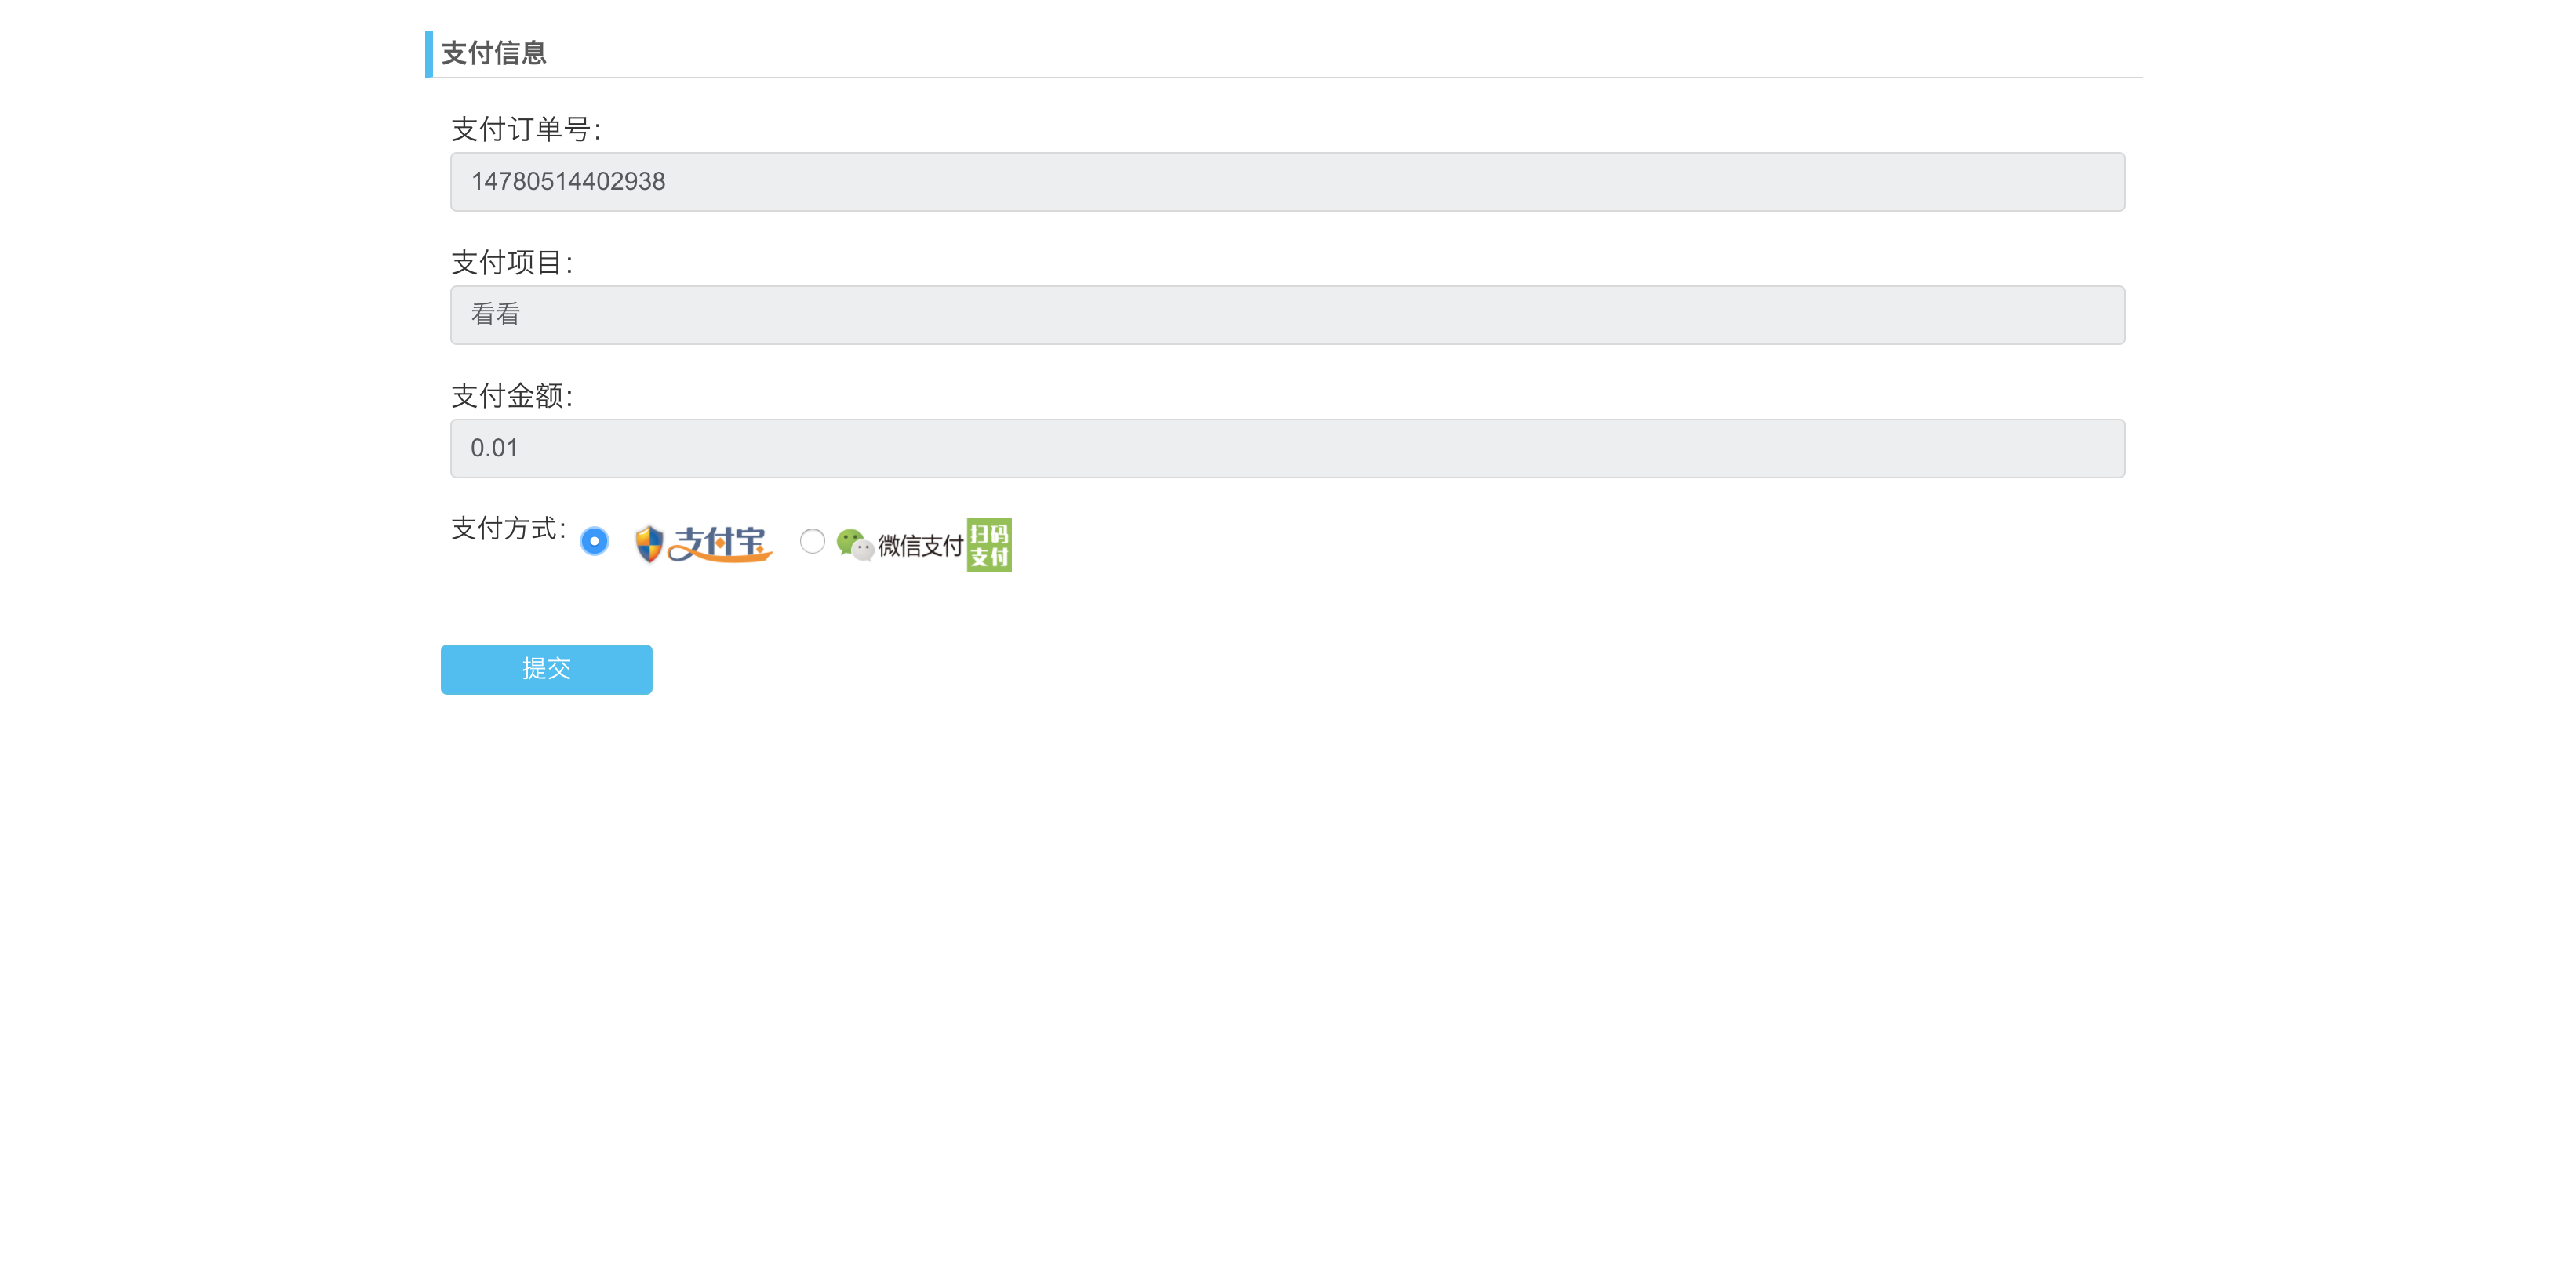 支付信息
支付订单号:
14780514402938
支付项目:
看看
支付金额:
0.01
支付方式: 支付宝 微信支付 扫码支付
提交